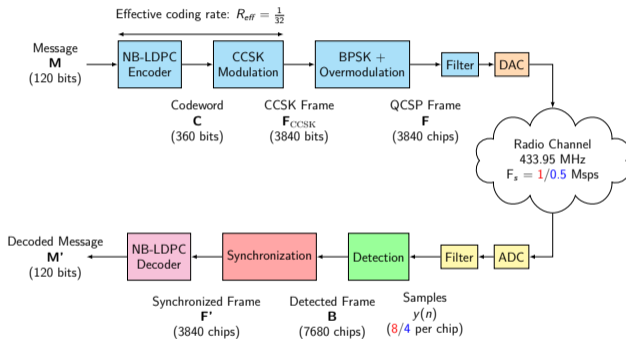 Effective coding rate: R_eff = 1/32
Message
M
(120 bits)
NB-LDPC
Encoder
CCSK
Modulation
BPSK +
Overmodulation
Filter
DAC
Codeword
C
(360 bits)
CCSK Frame
F_CCSK
(3840 bits)
QCSP Frame
F
(3840 chips)
Radio Channel
433.95 MHz
F_s = 1/0.5 Msps
Decoded Message
M'
(120 bits)
NB-LDPC
Decoder
Synchronization
Detection
Filter
ADC
Synchronized Frame
F'
(3840 chips)
Detected Frame
B
(7680 chips)
Samples
y(n)
(8/4 per chip)